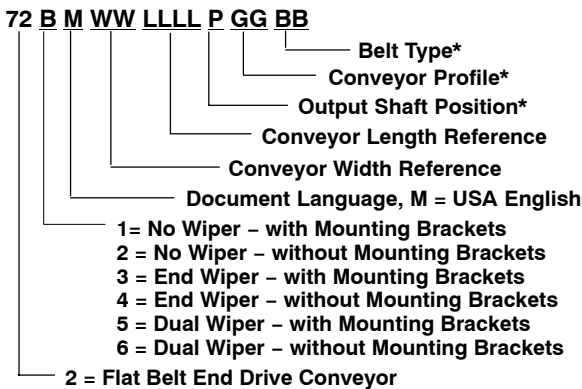 72 B M WW LLLL P GG BB
Belt Type*
Conveyor Profile*
Output Shaft Position*
Conveyor Length Reference
Conveyor Width Reference
Document Language, M = USA English
1= No Wiper – with Mounting Brackets
2 = No Wiper – without Mounting Brackets
3 = End Wiper – with Mounting Brackets
4 = End Wiper – without Mounting Brackets
5 = Dual Wiper – with Mounting Brackets
6 = Dual Wiper – without Mounting Brackets
2 = Flat Belt End Drive Conveyor